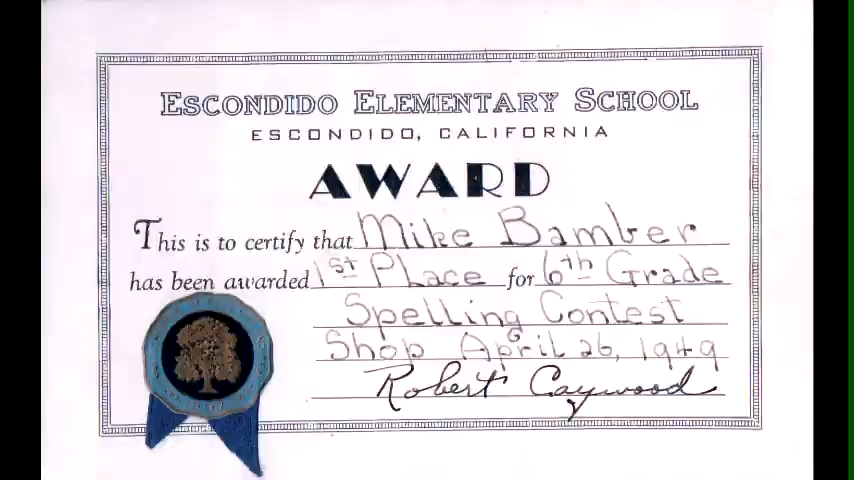 ESCONDIDO ELEMENTARY SCHOOL
ESCONDIDO, CALIFORNIA
AWARD
This is to certify that Mike Bamber
has been awarded 1st Place for 6th Grade
Spelling Contest
Shop April 26, 1949
Robert Caywood